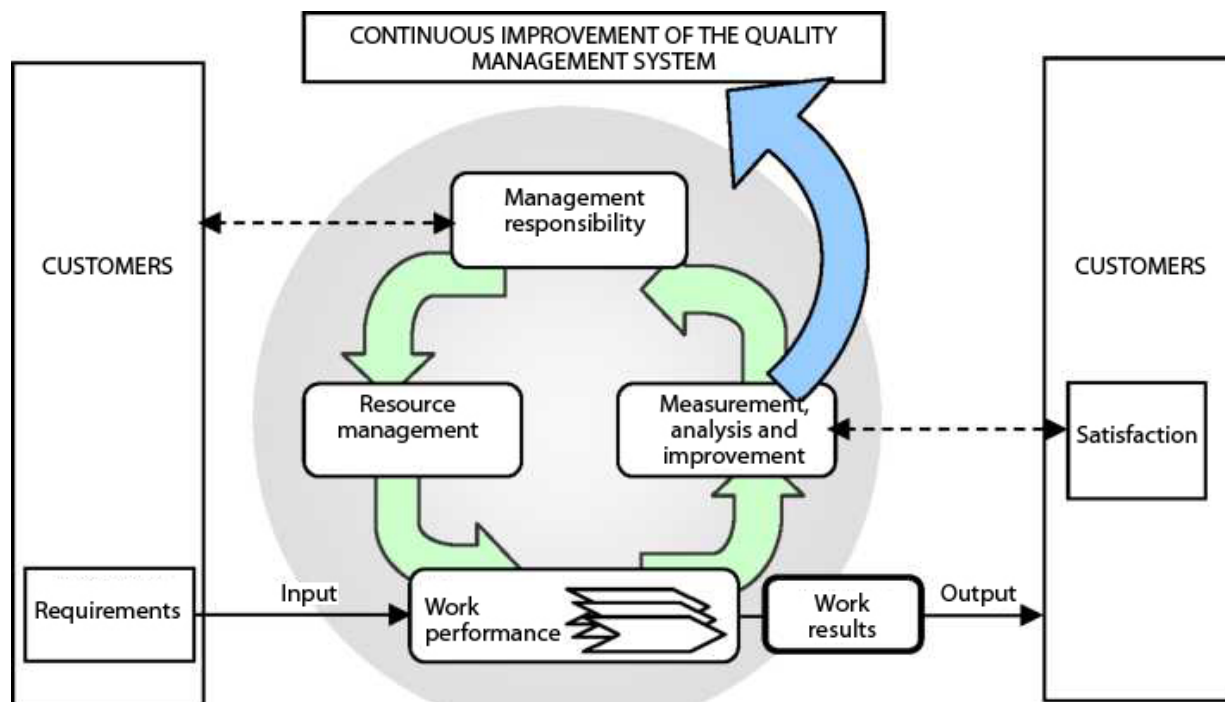 CONTINUOUS IMPROVEMENT OF THE QUALITY
MANAGEMENT SYSTEM
Management
responsibility
CUSTOMERS
CUSTOMERS
Resource
management
Measurement,
analysis and
improvement
Satisfaction
Requirements
Input
Work
performance
Work
results
Output